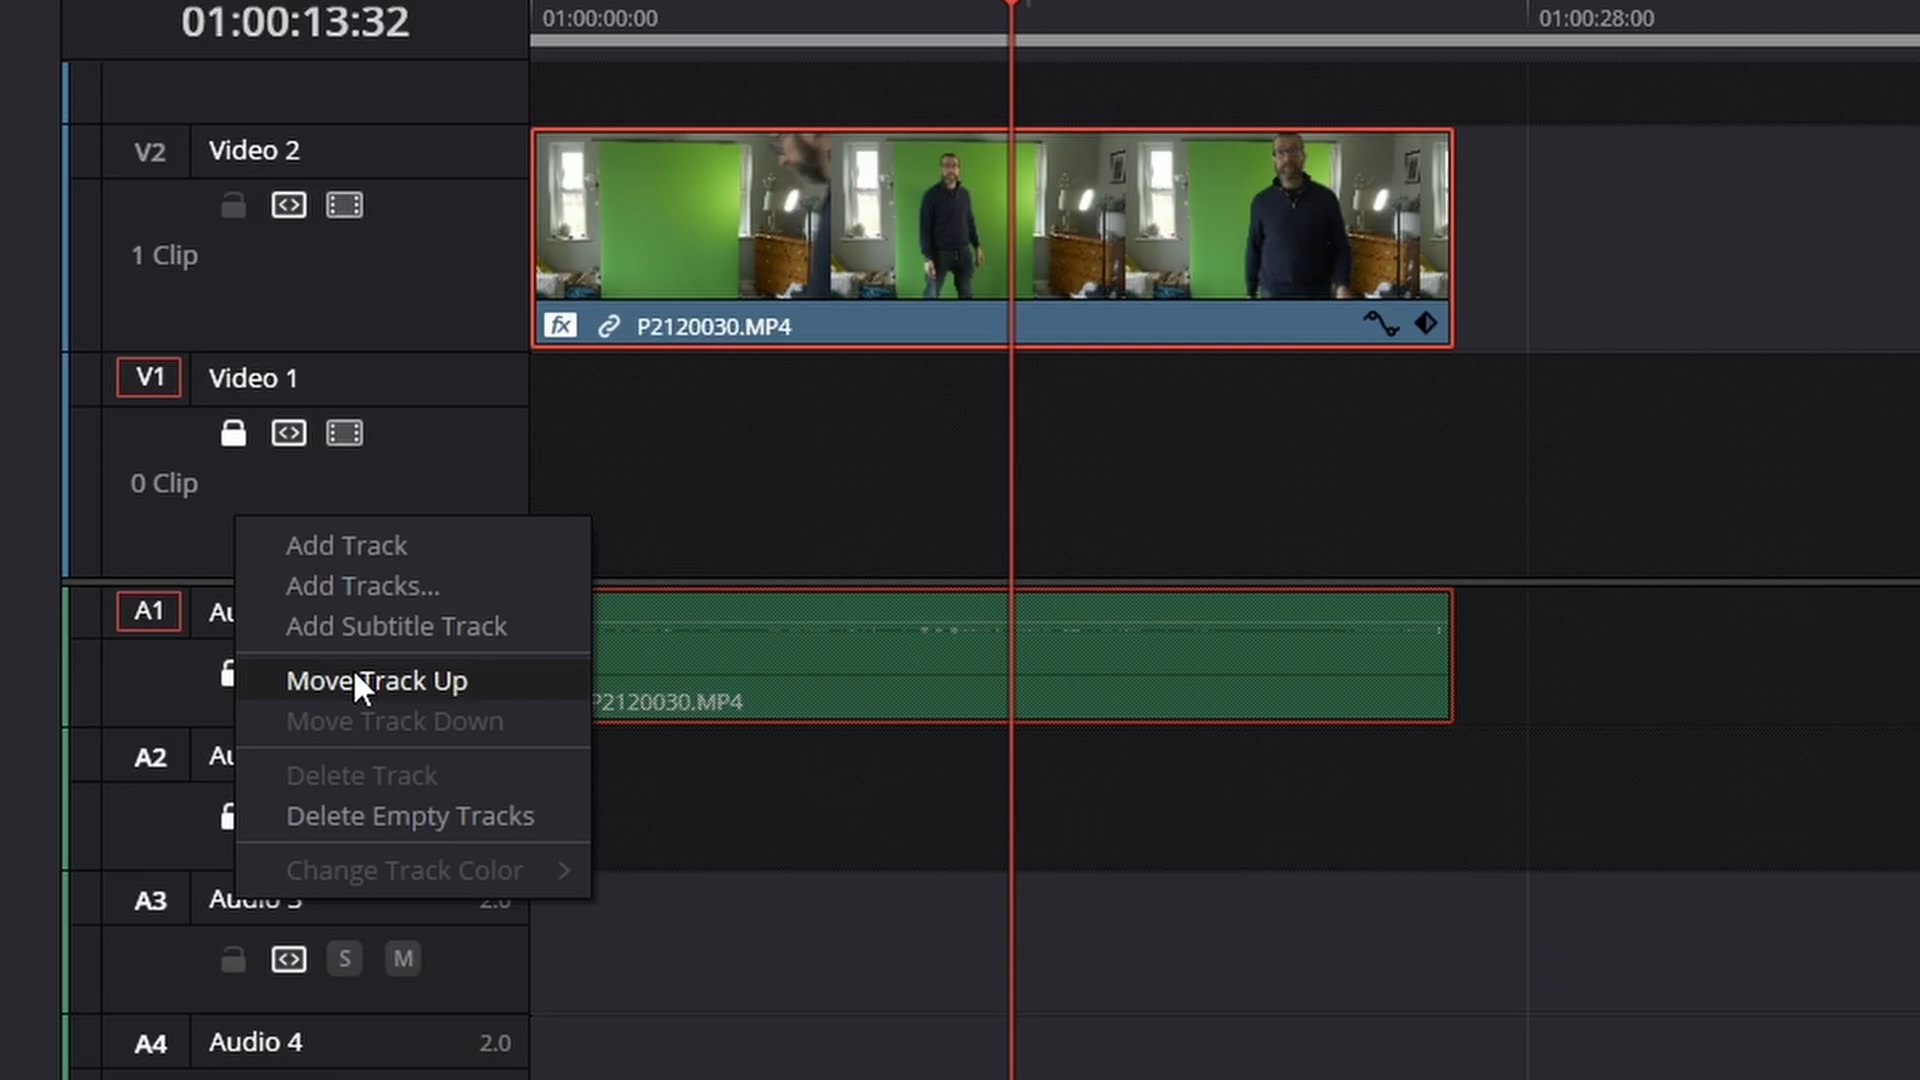 01:00:13:32
01:00:00:00
01:00:28:00
V2
Video 2
1 Clip
fx
P2120030.MP4
V1
Video 1
0 Clip
Add Track
Add Tracks...
Add Subtitle Track
Move Track Up
Move Track Down
Delete Track
Delete Empty Tracks
Change Track Color
A1
Au
P2120030.MP4
A2
Au
A3
Audio 3
2.0
S
M
A4
Audio 4
2.0